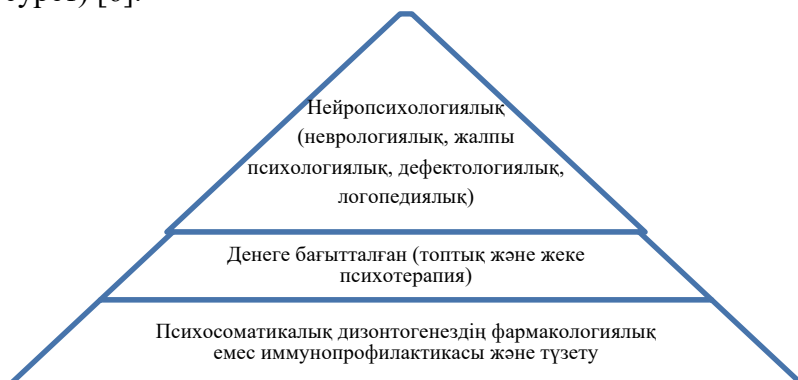 [6].
Нейропсихологиялық
(неврологиялық, жалпы
психологиялық, дефектологиялық,
логопедиялық)
Денеге бағытталған (топтық және жеке
психотерапия)
Психосоматикалық дизонтогенездің фармакологиялық
емес иммунопрофилактикасы және түзету